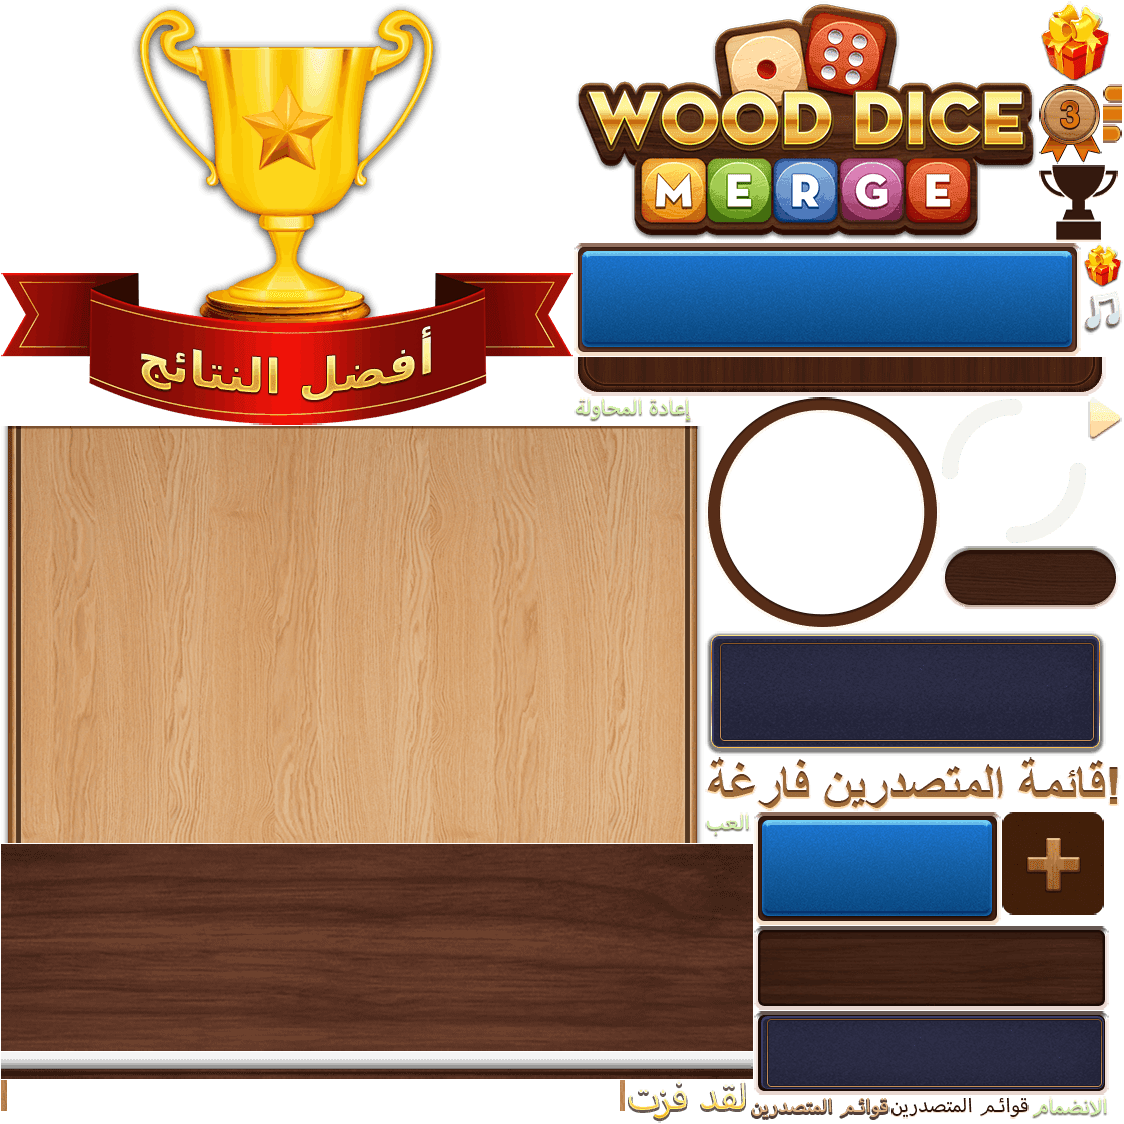 WOOD DICE
MERGE
3
أفضل النتائج
إعادة المحاولة
قائمة المتصدرين فارغة!
العب
لقد فزت
قوائم المتصدرين
قوائم المتصدرين
الانضمام